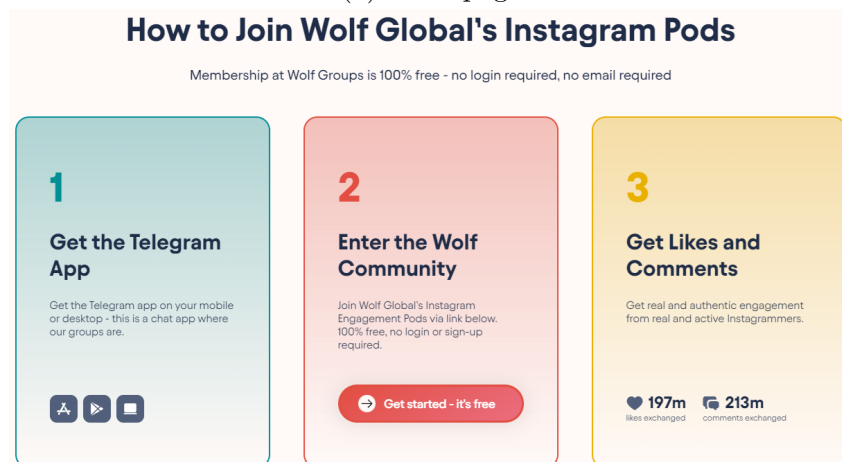 How to Join Wolf Global's Instagram Pods
Membership at Wolf Groups is 100% free - no login required, no email required
1
Get the Telegram
App
Get the Telegram app on your mobile
or desktop - this is a chat app where
our groups are.
2
Enter the Wolf
Community
Join Wolf Global's Instagram
Engagement Pods via link below.
100% free, no login or sign-up
required.
Get started - it's free
3
Get Likes and
Comments
Get real and authentic engagement
from real and active Instagrammers.
197m
likes exchanged
213m
comments exchanged